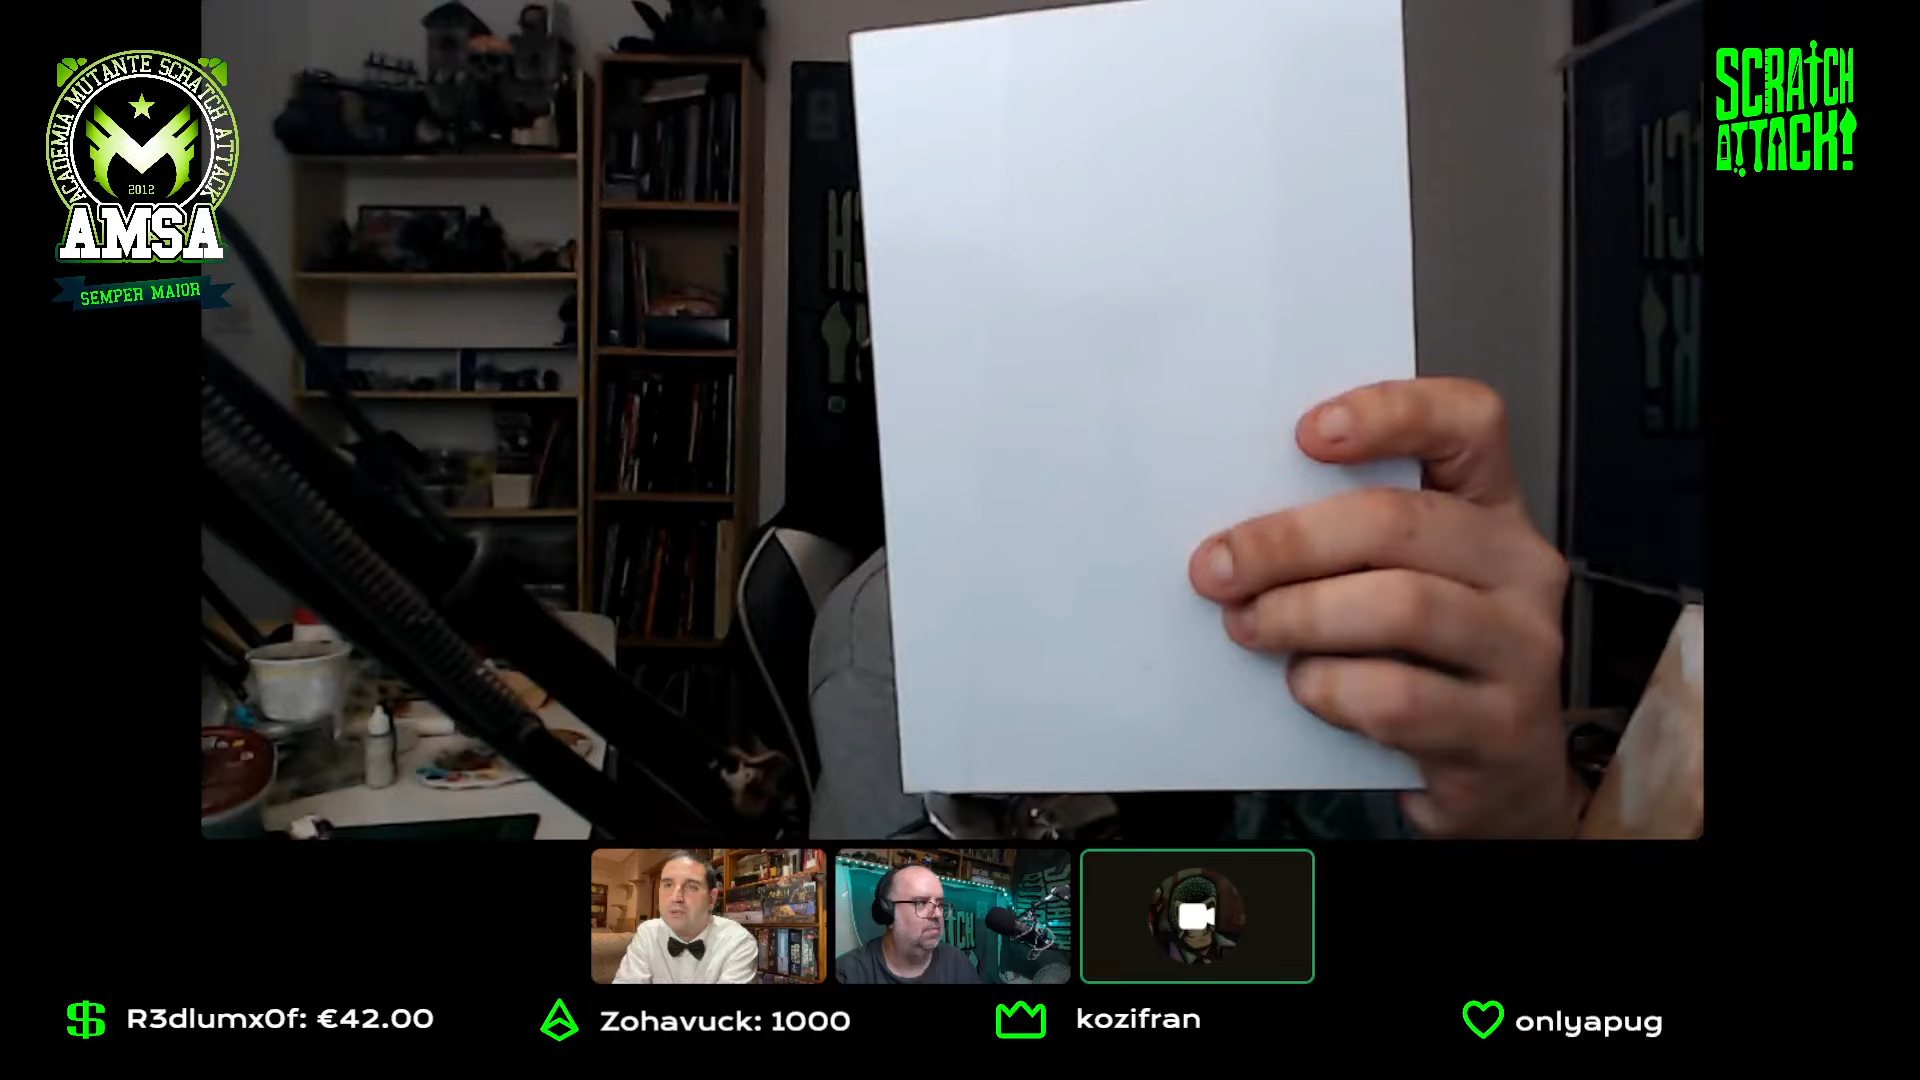 ACADEMIA MUTANTE SCRATCH ATTACK
2012
AMSA
SEMPER MAIOR
SCRATCH
ATTACK!
R3dlumx0f: €42.00
Zohavuck: 1000
kozifran
onlyapug